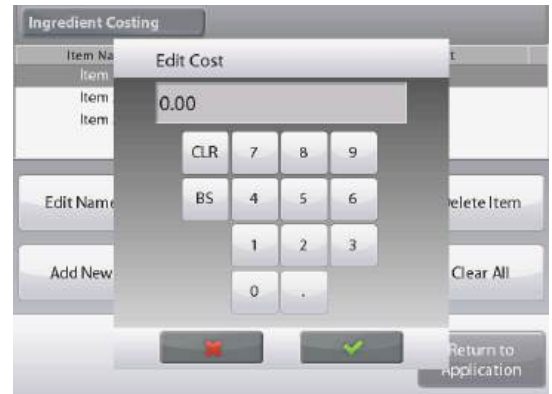 Ingredient Costing
Item Na
t
Item
Item
Item
Edit Cost
0.00
CLR 7 8 9
BS 4 5 6
1 2 3
0 .
Edit Name
elete Item
Add New
Clear All
Return to
Application